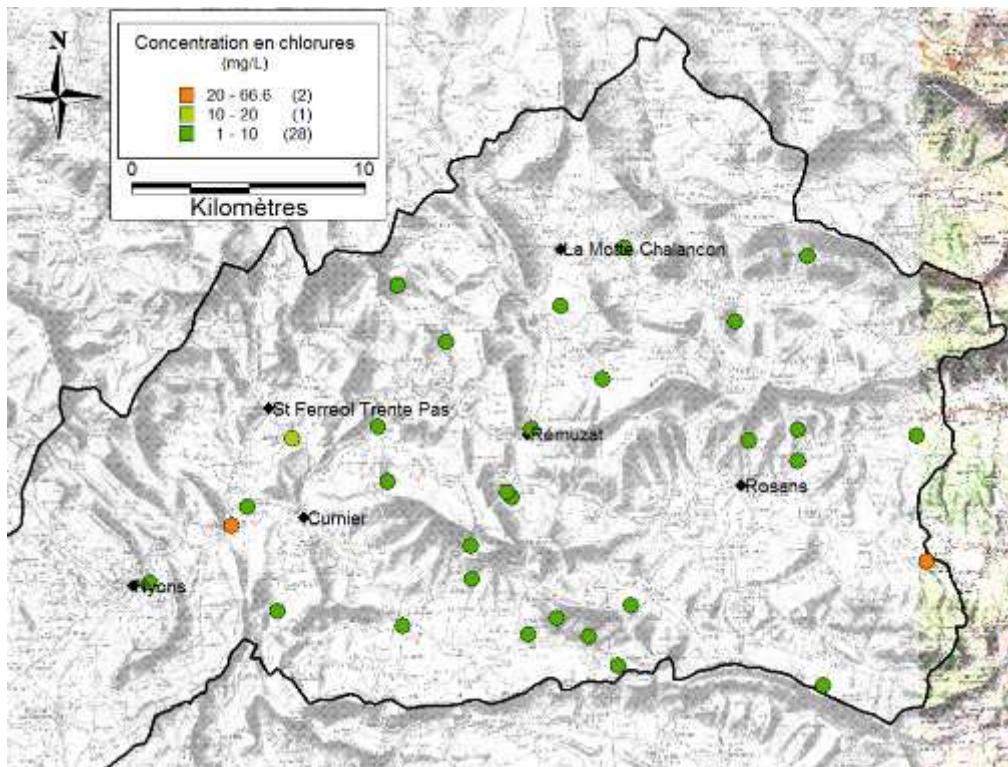 N
Concentration en chlorures
(mg/L)
20 - 66.6 (2)
10 - 20 (1)
1 - 10 (28)
0 10
Kilomètres
La Motte Chalancon
St Ferreol Trente Pas
Rémuzat
Rosans
Curnier
Nyons